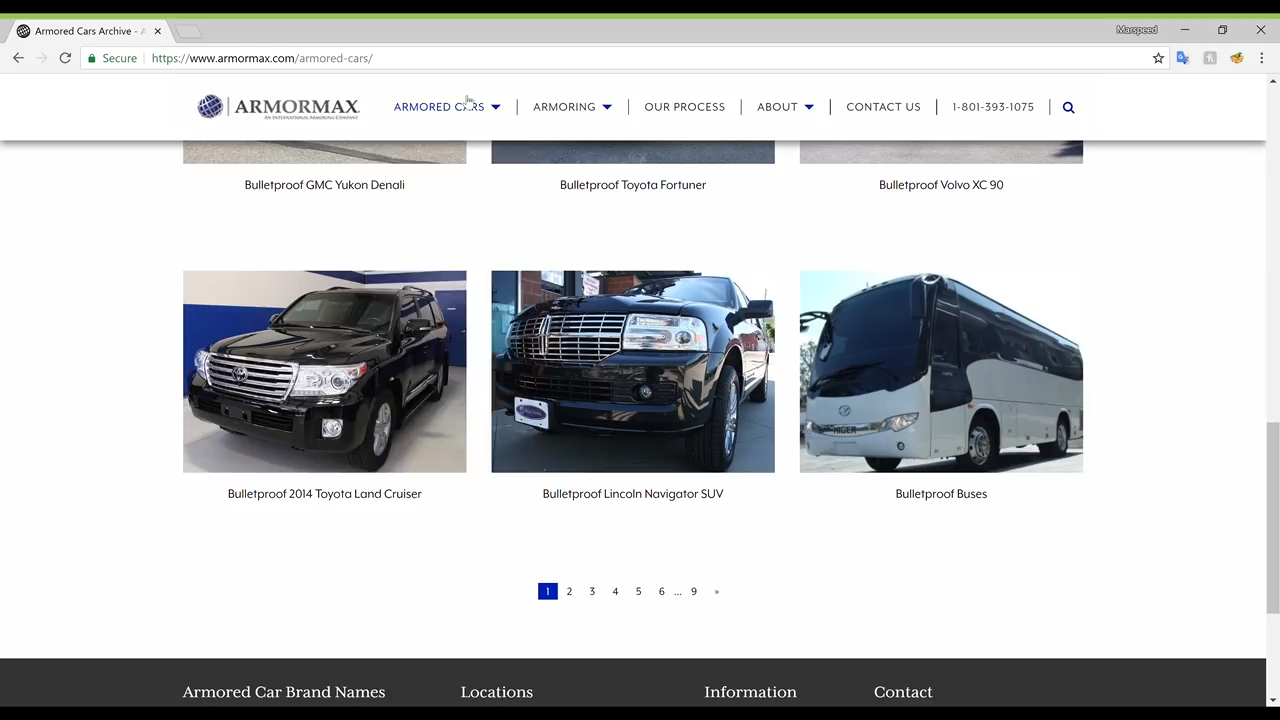 Armored Cars Archive - A
Marspeed
Secure
https://www.armormax.com/armored-cars/
ARMORMAX
AN INTERNATIONAL ARMORING COMPANY
ARMORED CARS
ARMORING
OUR PROCESS
ABOUT
CONTACT US
1-801-393-1075
Bulletproof GMC Yukon Denali
Bulletproof Toyota Fortuner
Bulletproof Volvo XC 90
HIGER
Bulletproof 2014 Toyota Land Cruiser
Bulletproof Lincoln Navigator SUV
Bulletproof Buses
1 2 3 4 5 6 ... 9 »
Armored Car Brand Names
Locations
Information
Contact